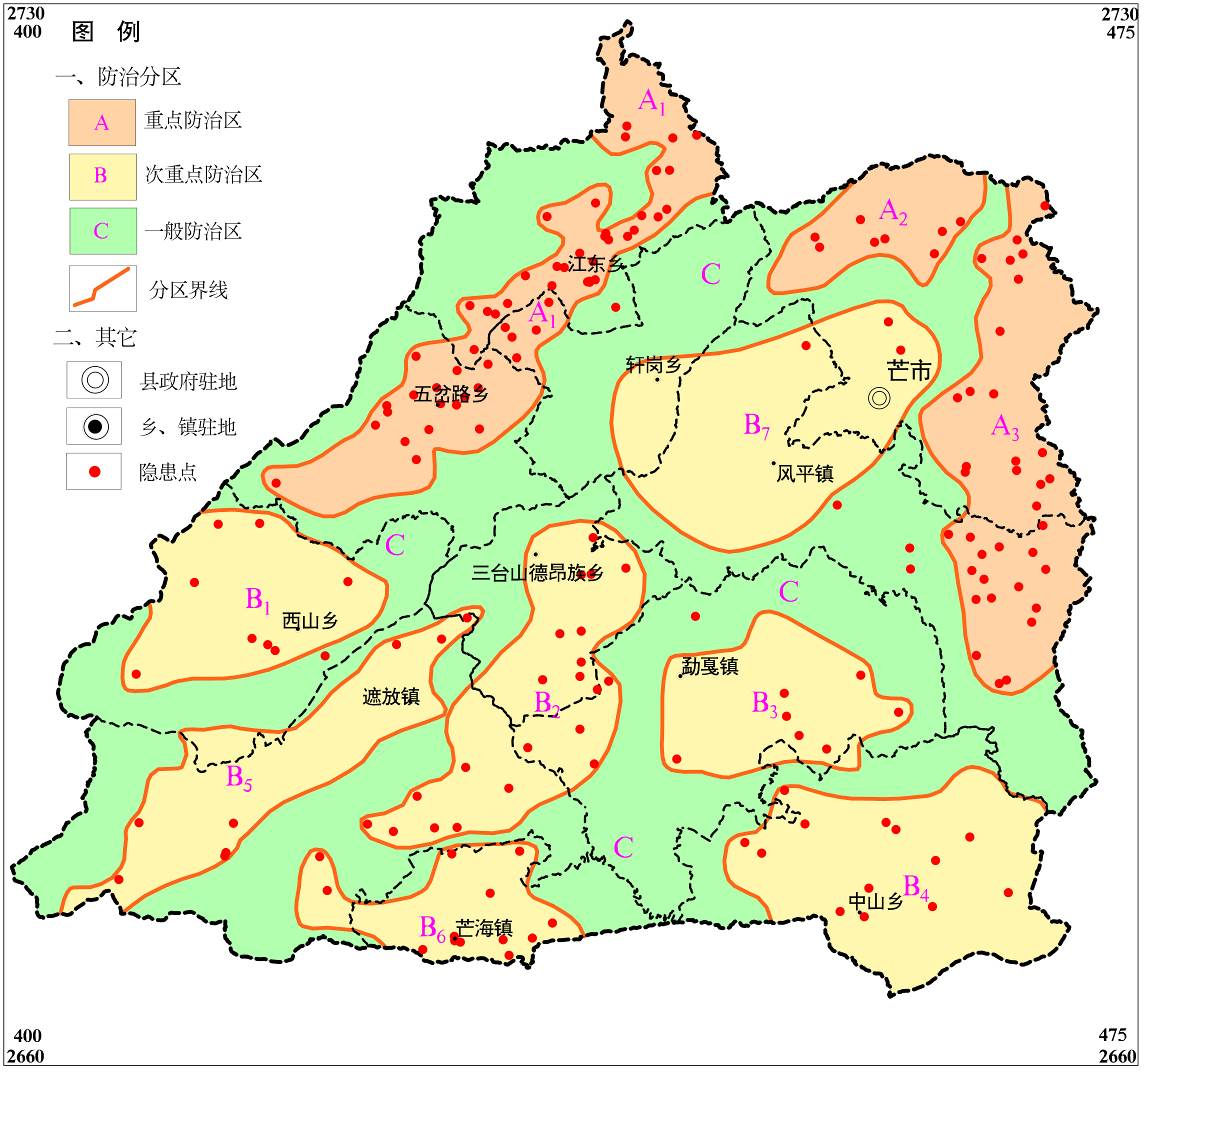 2730
400
2730
475
图 例
一、防治分区
A 重点防治区
B 次重点防治区
C 一般防治区
分区界线
二、其它
县政府驻地
乡、镇驻地
隐患点
A1
A2
C
江东乡
A1
轩岗乡
芒市
五岔路乡
B7
A3
风平镇
C
三台山德昂族乡
C
B1
西山乡
勐戛镇
遮放镇
B2
B3
B5
C
B4
中山乡
B6
芒海镇
400
2660
475
2660